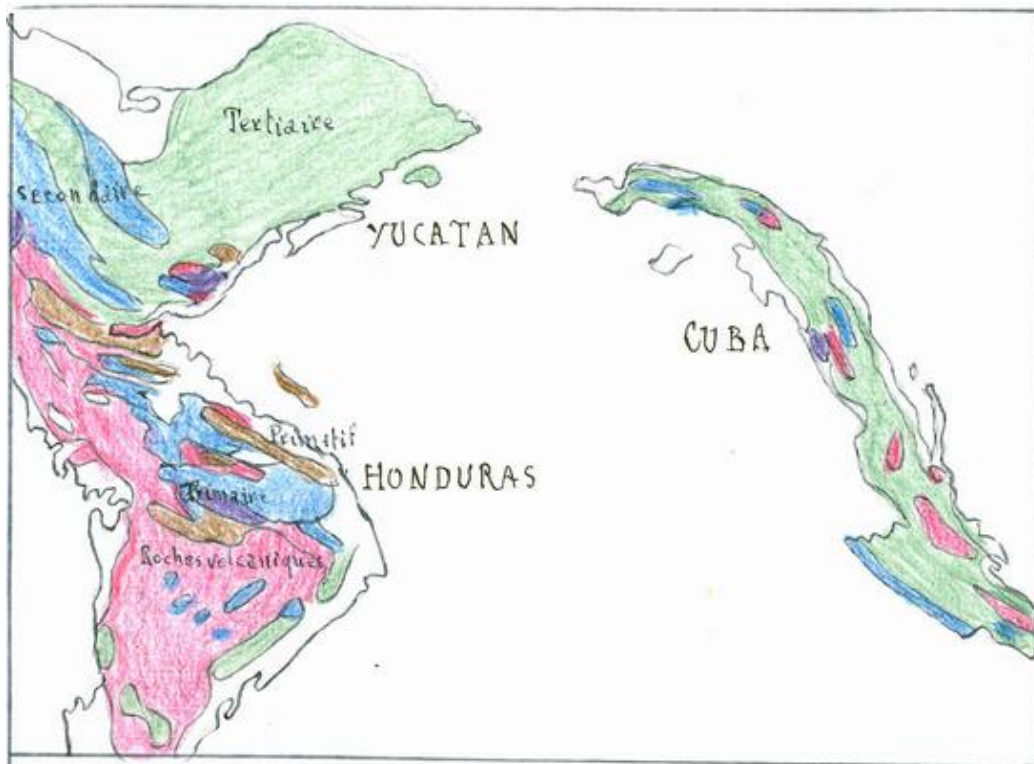 Tertiaire
Secondaire
YUCATAN
CUBA
Primitif
HONDURAS
Primaire
Roches volcaniques